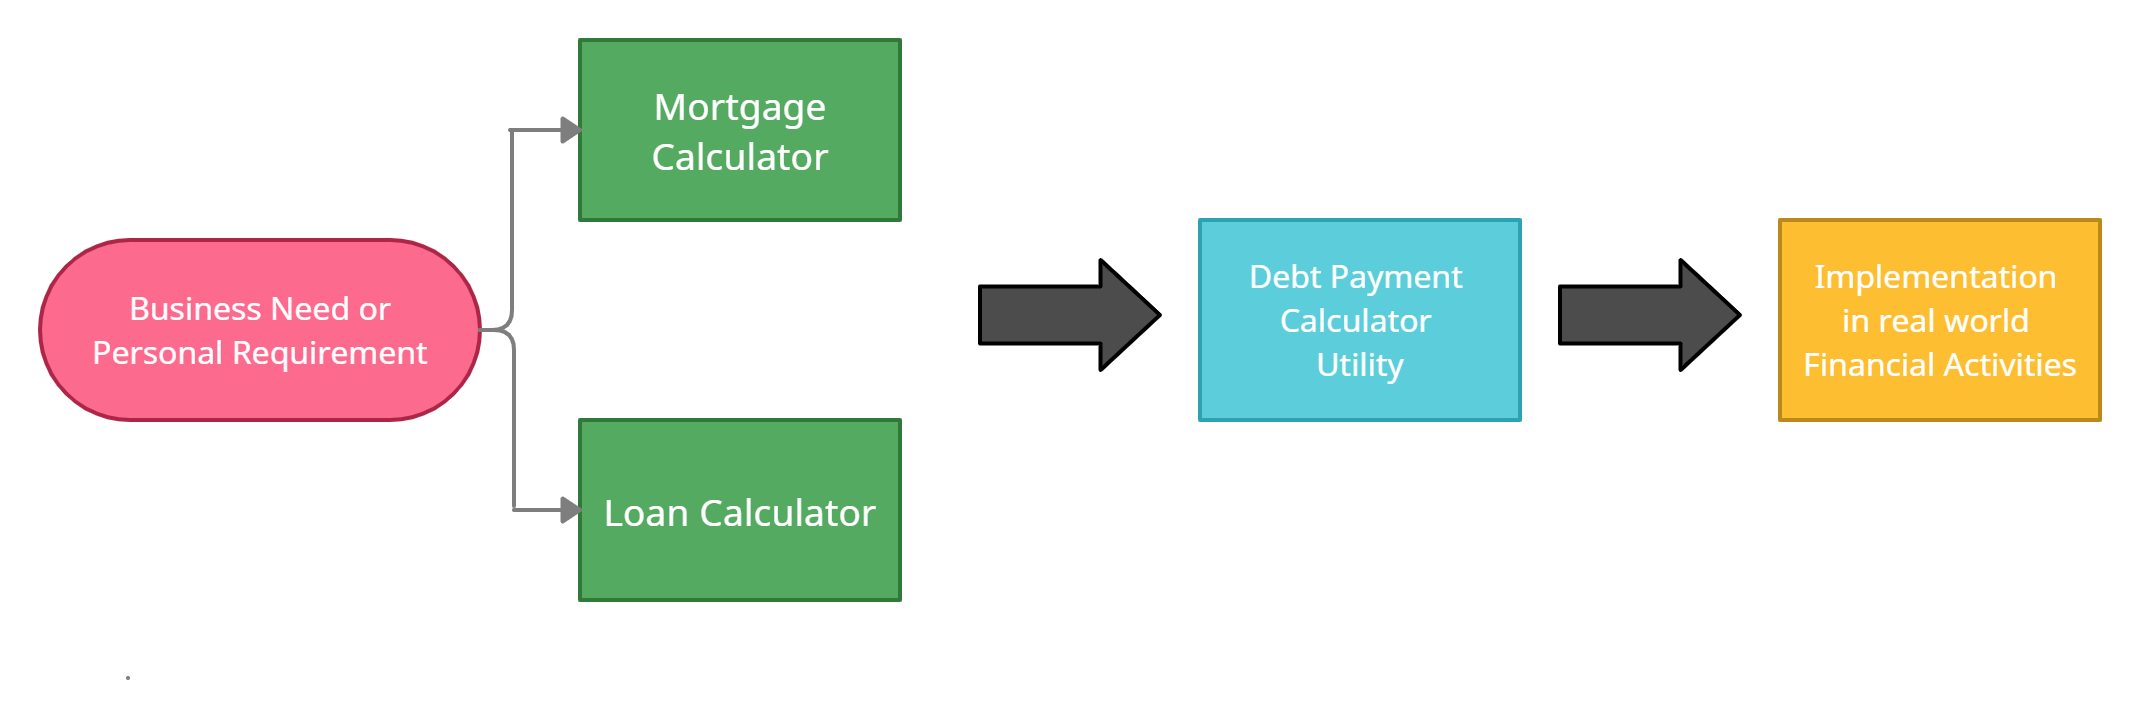 Business Need or
Personal Requirement
Mortgage
Calculator
Loan Calculator
Debt Payment
Calculator
Utility
Implementation
in real world
Financial Activities